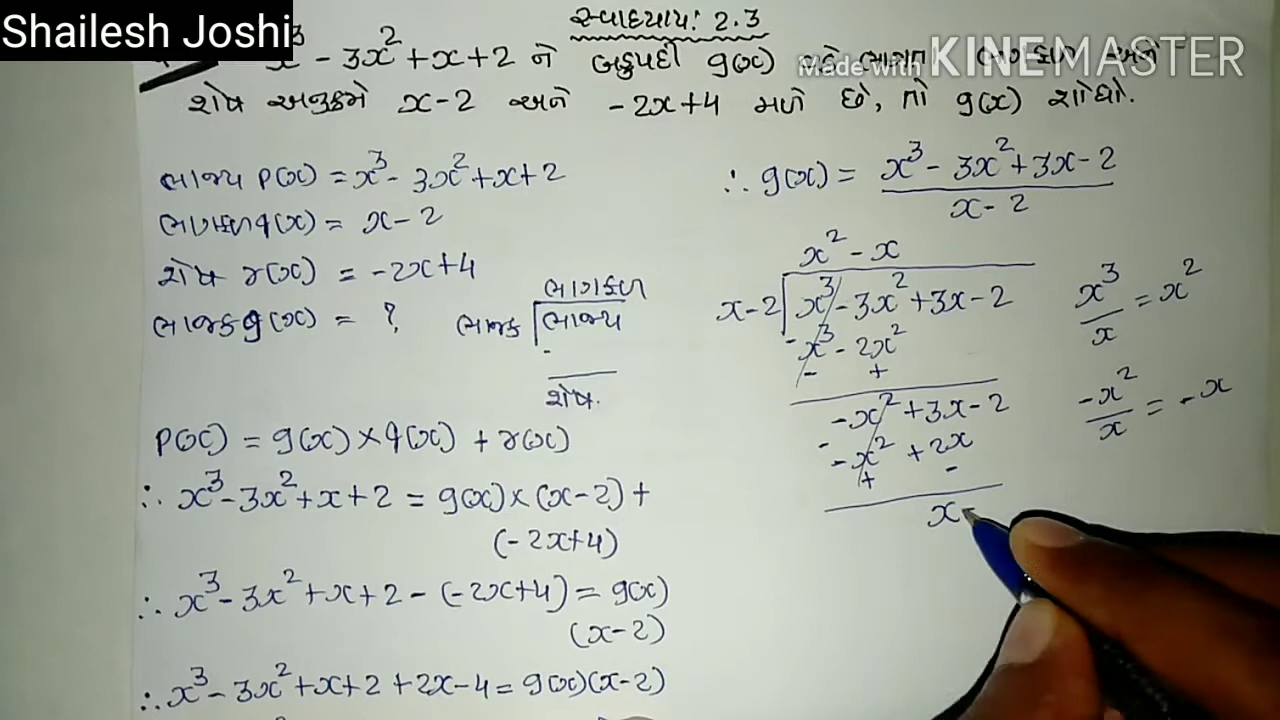 Shailesh Joshi
સ્વાધ્યાય: 2.3
x³ - 3x² + x + 2 ને બહુપદી g(x) વડે
Made with KINEMASTER
શેષ અનુક્રમે x-2 અને -2x+4 મળે છે, તો g(x) શોધો.
ભાજ્ય P(x) = x³ - 3x² + x + 2
ભાગફળ q(x) = x - 2
શેષ r(x) = -2x+4
ભાજક g(x) = ?
ભાગફળ
ભાજક ભાજ્ય
-
શેષ.
P(x) = g(x) × q(x) + r(x)
∴ x³ - 3x² + x + 2 = g(x) × (x-2) +
(-2x+4)
∴ x³ - 3x² + x + 2 - (-2x+4) = g(x)
(x-2)
∴ x³ - 3x² + x + 2 + 2x - 4 = g(x)(x-2)
∴ g(x) = x³ - 3x² + 3x - 2
x - 2
x² - x
x-2 x³ - 3x² + 3x - 2
- x³ - 2x²
- +
-x² + 3x - 2
- -x² + 2x
+ -
x -
x³/x = x²
-x²/x = -x